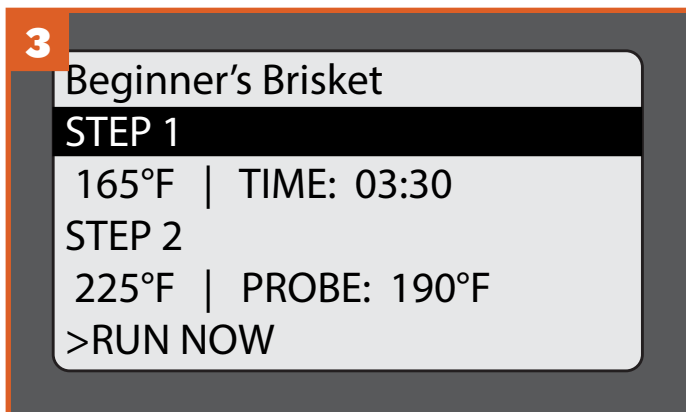 3
Beginner's Brisket
STEP 1
165°F | TIME: 03:30
STEP 2
225°F | PROBE: 190°F
>RUN NOW